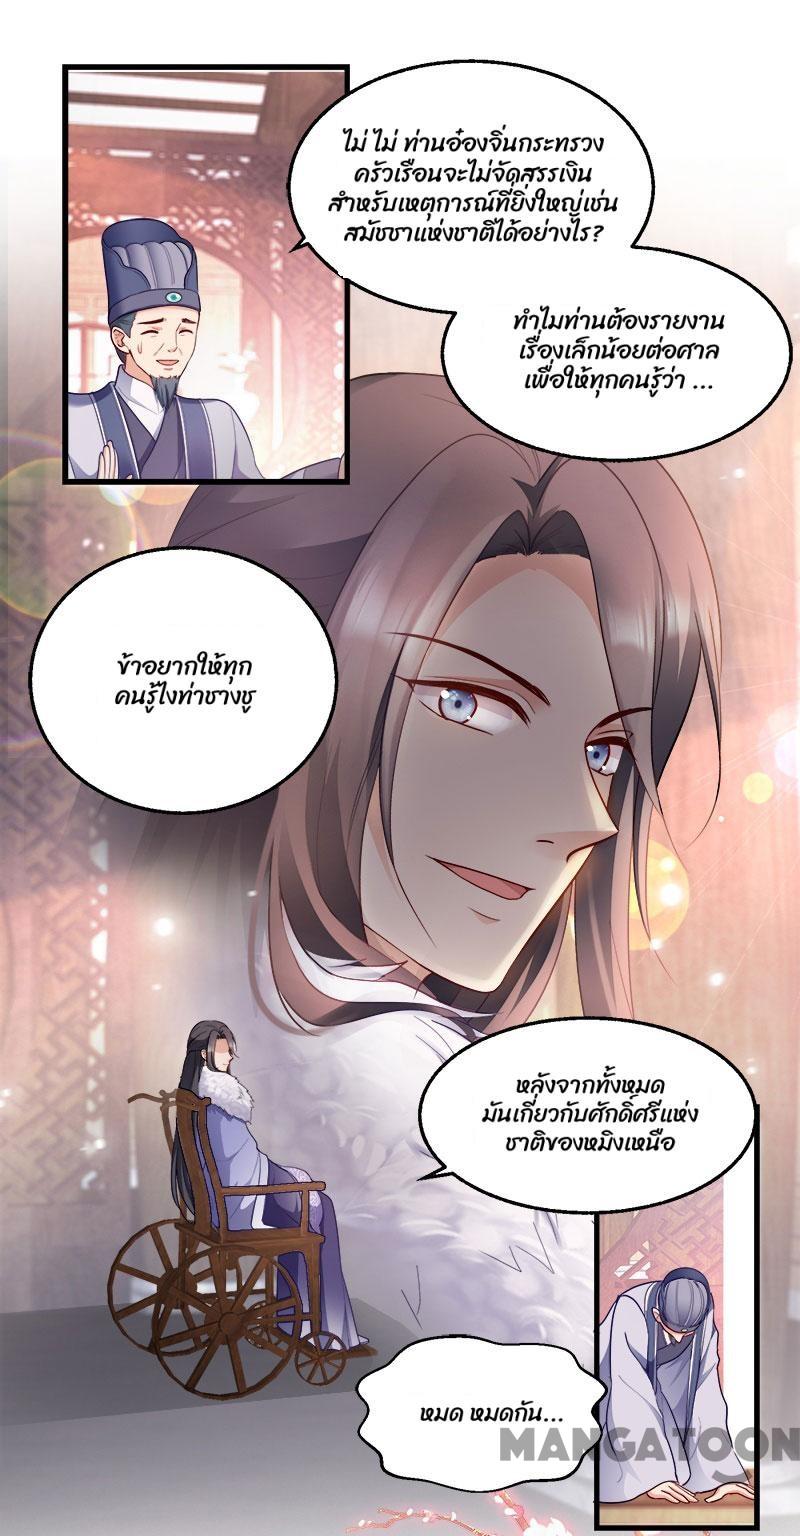 ไม่ ไม่ ท่านอ๋องจิ่นกระทรวง
ครัวเรือนจะไม่จัดสรรเงิน
สำหรับเหตุการณ์ที่ยิ่งใหญ่เช่น
สมัชชาแห่งชาติได้อย่างไร?
ทำไมท่านต้องรายงาน
เรื่องเล็กน้อยต่อศาล
เพื่อให้ทุกคนรู้ว่า ...
ข้าอยากให้ทุก
คนรู้ไงท่าชางชู
หลังจากทั้งหมด
มันเกี่ยวกับศักดิ์ศรีแห่ง
ชาติของหมิงเหนือ
หมด หมดกัน...
MANGATOON